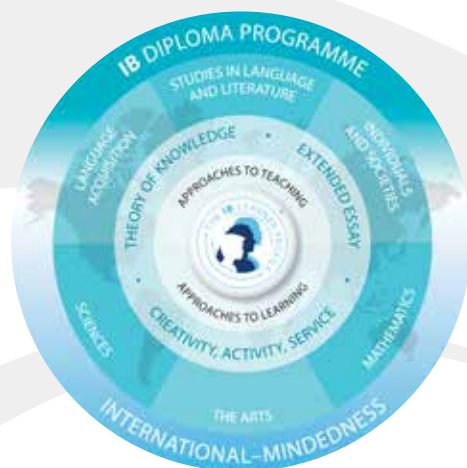 IB DIPLOMA PROGRAMME
STUDIES IN LANGUAGE
AND LITERATURE
LANGUAGE
ACQUISITION
INDIVIDUALS
AND SOCIETIES
THEORY OF KNOWLEDGE
EXTENDED ESSAY
APPROACHES TO TEACHING
APPROACHES TO LEARNING
CREATIVITY, ACTIVITY, SERVICE
SCIENCES
MATHEMATICS
THE ARTS
INTERNATIONAL–MINDEDNESS